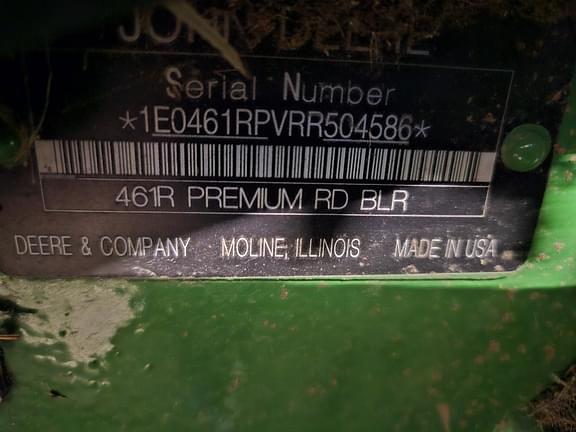 JOHN DEERE
Serial Number
*1E0461RPVRR504586*
461R PREMIUM RD BLR
DEERE & COMPANY MOLINE, ILLINOIS MADE IN USA